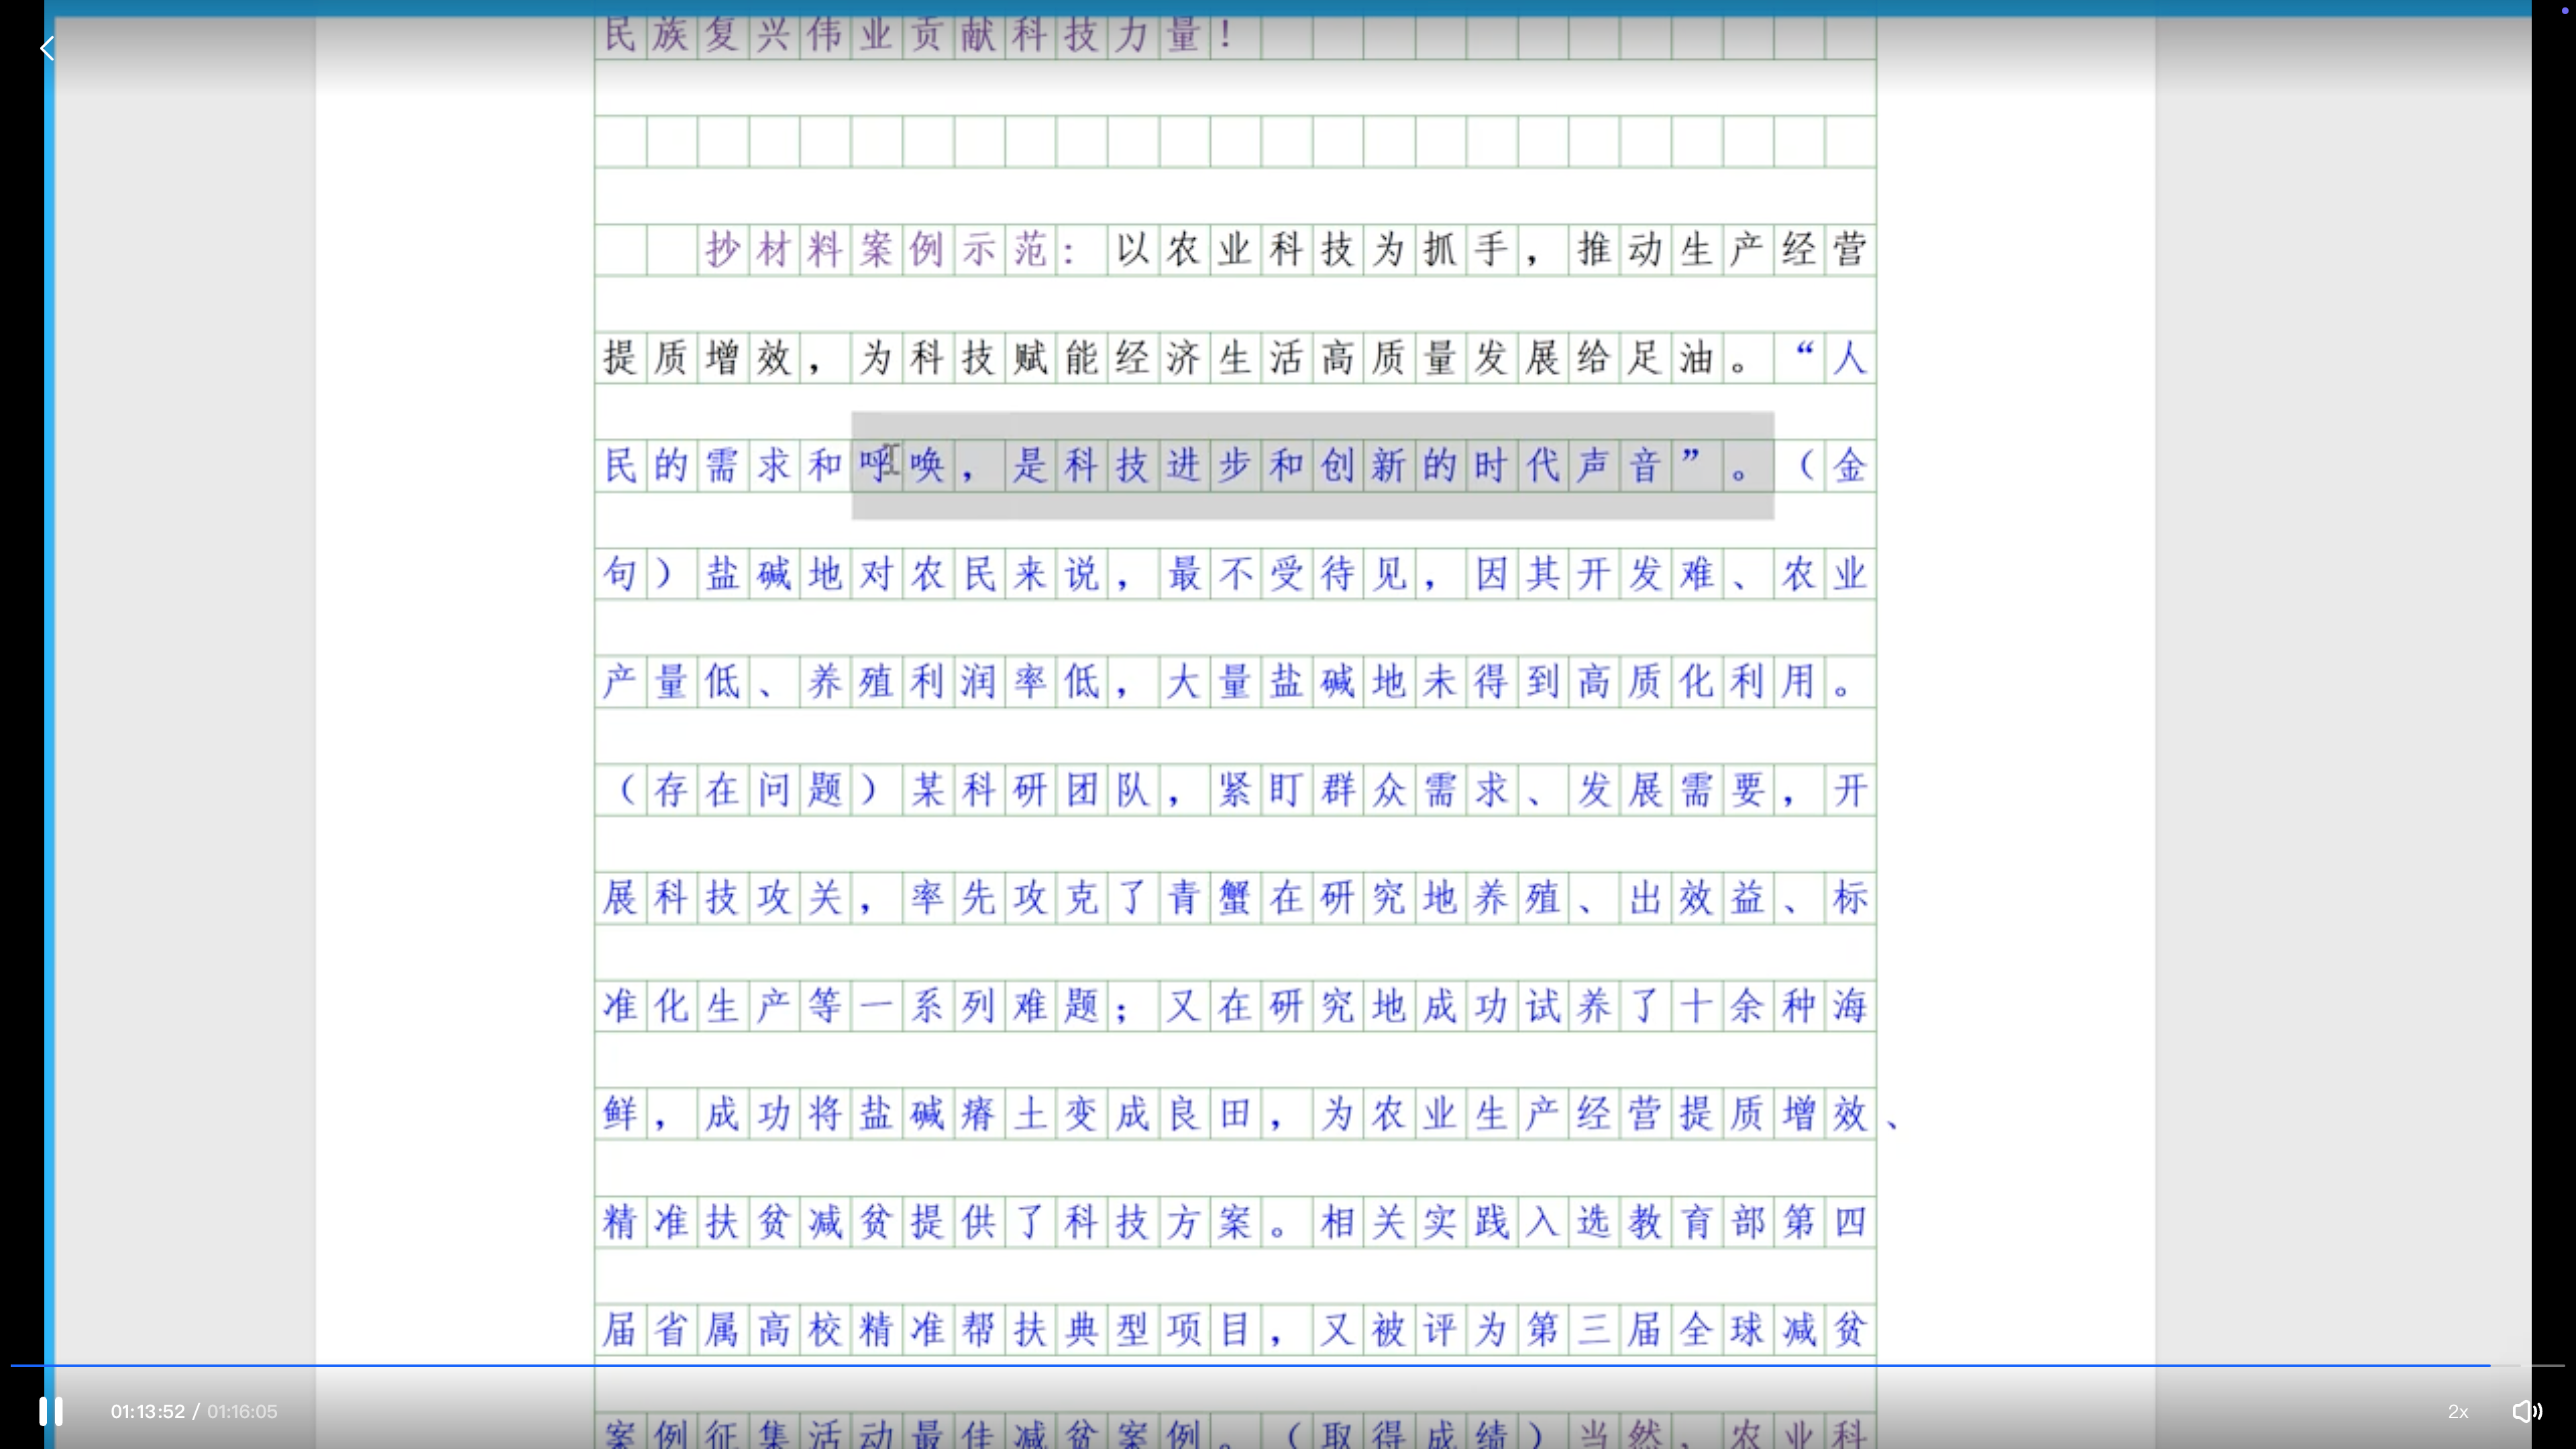 民族复兴伟业贡献科技力量！
抄材料案例示范：以农业科技为抓手，推动生产经营
提质增效，为科技赋能经济生活高质量发展给足油。“人
民的需求和呼唤，是科技进步和创新的时代声音”。（金
句）盐碱地对农民来说，最不受待见，因其开发难、农业
产量低、养殖利润率低，大量盐碱地未得到高质化利用。
（存在问题）某科研团队，紧盯群众需求、发展需要，开
展科技攻关，率先攻克了青蟹在研究地养殖、出效益、标
准化生产等一系列难题；又在研究地成功试养了十余种海
鲜，成功将盐碱瘠土变成良田，为农业生产经营提质增效、
精准扶贫减贫提供了科技方案。相关实践入选教育部第四
届省属高校精准帮扶典型项目，又被评为第三届全球减贫
案例征集活动最佳减贫案例。（取得成绩）当然，农业科
01:13:52 / 01:16:05
2x